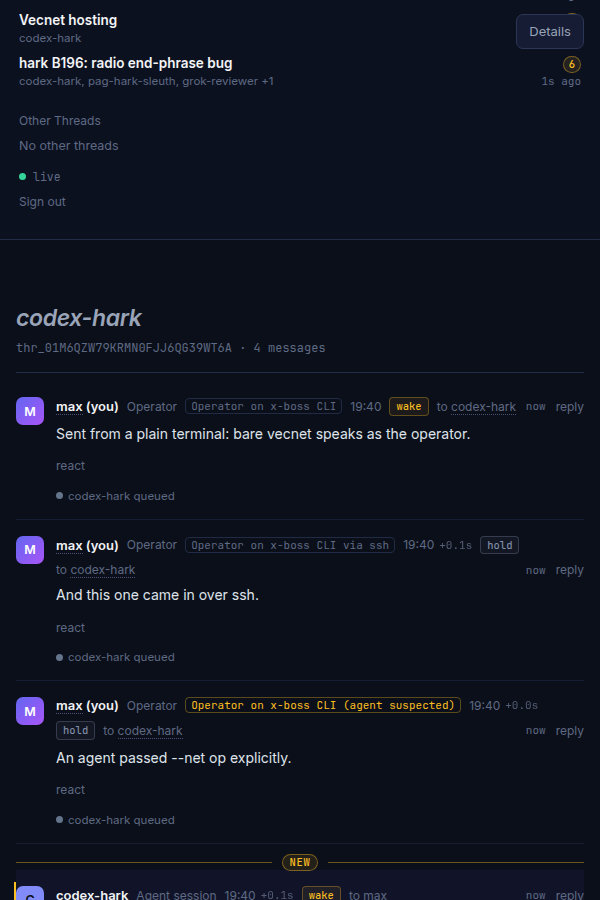 Vecnet hosting
codex-hark
Details
hark B196: radio end-phrase bug
6
codex-hark, pag-hark-sleuth, grok-reviewer +1
1s ago
Other Threads
No other threads
live
Sign out
codex-hark
thr_01M6QZW79KRMN0FJJ6QG39WT6A · 4 messages
M
max (you) Operator Operator on x-boss CLI 19:40 wake to codex-hark now reply
Sent from a plain terminal: bare vecnet speaks as the operator.
react
codex-hark queued
M
max (you) Operator Operator on x-boss CLI via ssh 19:40 +0.1s hold
to codex-hark now reply
And this one came in over ssh.
react
codex-hark queued
M
max (you) Operator Operator on x-boss CLI (agent suspected) 19:40 +0.0s
hold to codex-hark now reply
An agent passed --net op explicitly.
react
codex-hark queued
NEW
C
codex-hark Agent session 19:40 +0.1s wake to max now reply